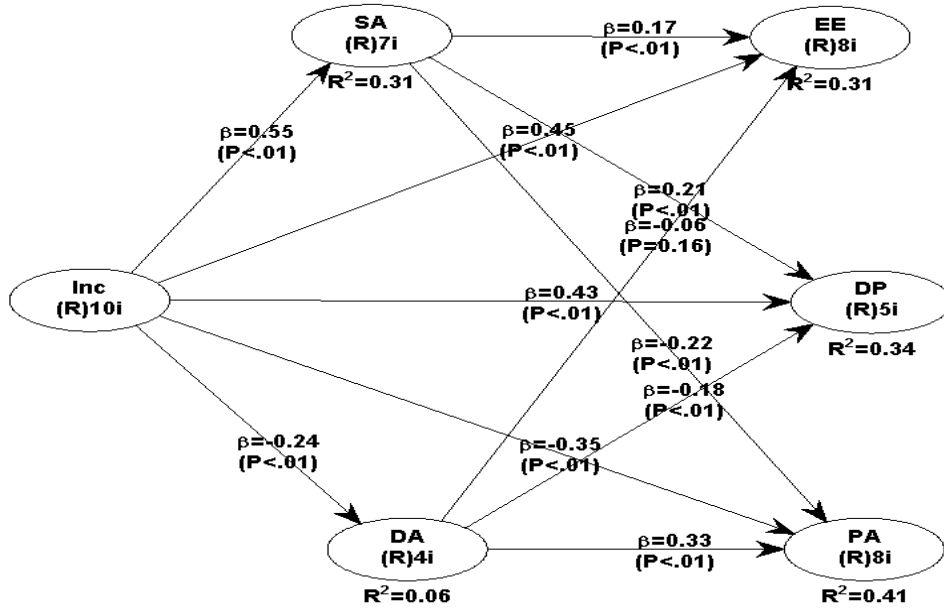 SA
(R)7i
R²=0.31
EE
(R)8i
R²=0.31
β=0.17
(P<.01)
β=0.55
(P<.01)
β=0.45
(P<.01)
β=0.21
(P<.01)
β=-0.06
(P=0.16)
Inc
(R)10i
β=0.43
(P<.01)
DP
(R)5i
R²=0.34
β=-0.22
(P<.01)
β=-0.18
(P<.01)
β=-0.24
(P<.01)
β=-0.35
(P<.01)
DA
(R)4i
R²=0.06
β=0.33
(P<.01)
PA
(R)8i
R²=0.41